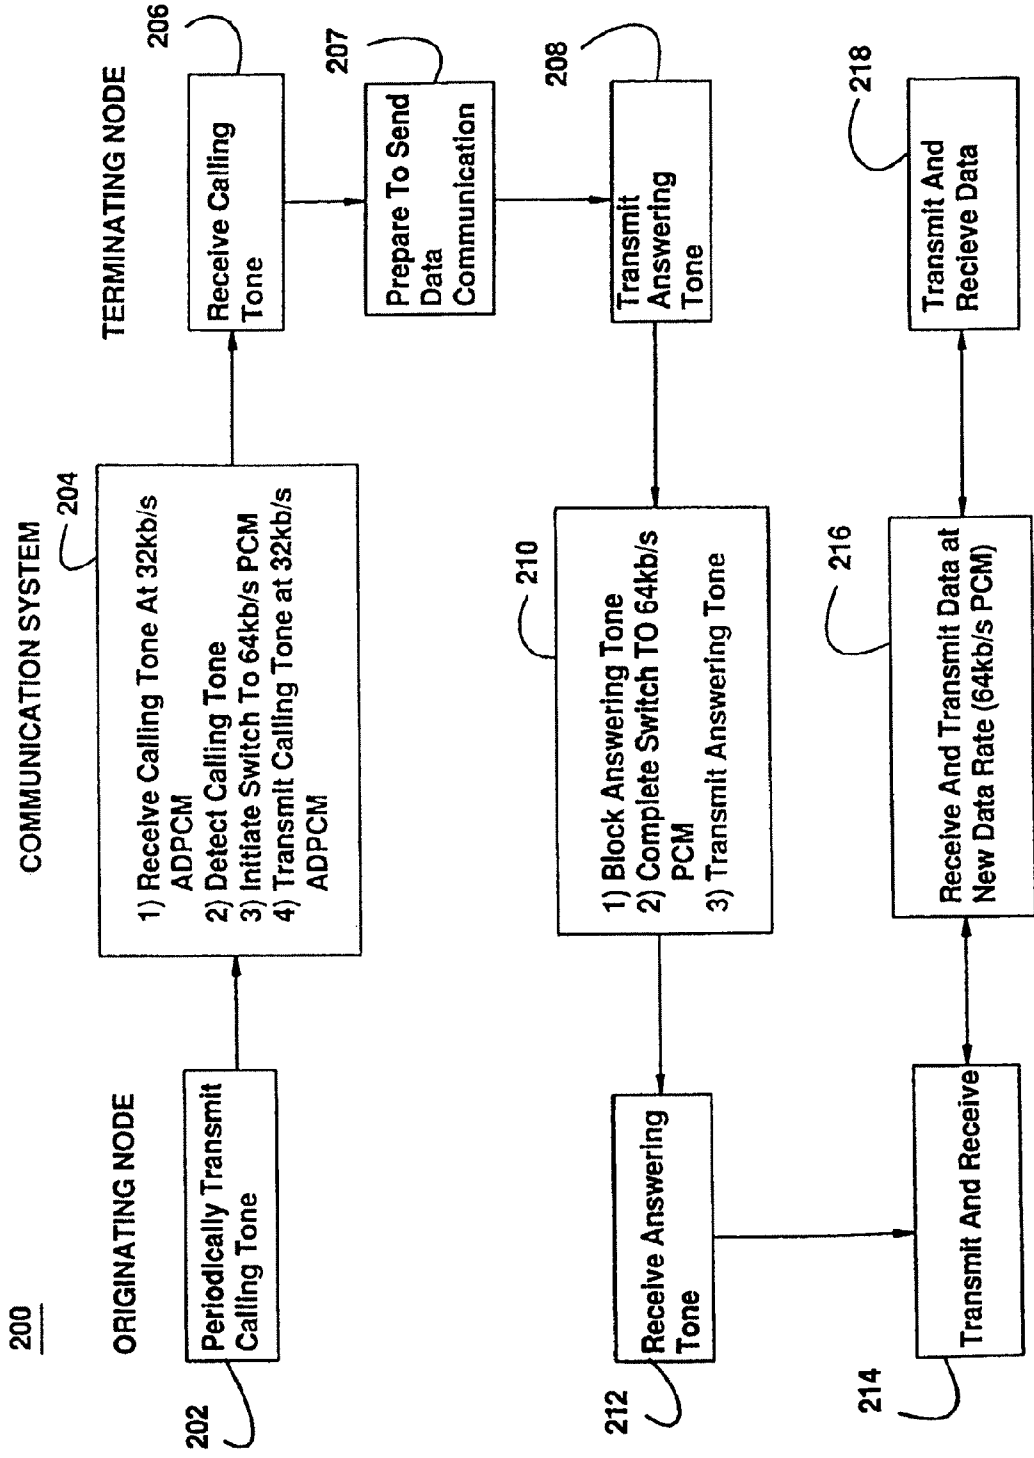 200
ORIGINATING NODE
COMMUNICATION SYSTEM
TERMINATING NODE
202
Periodically Transmit
Calling Tone
204
1) Receive Calling Tone At 32kb/s
ADPCM
2) Detect Calling Tone
3) Initiate Switch To 64kb/s PCM
4) Transmit Calling Tone at 32kb/s
ADPCM
206
Receive Calling
Tone
207
Prepare To Send
Data
Communication
208
Transmit
Answering
Tone
210
1) Block Answering Tone
2) Complete Switch TO 64kb/s
PCM
3) Transmit Answering Tone
212
Receive Answering
Tone
214
Transmit And Receive
216
Receive And Transmit Data at
New Data Rate (64kb/s PCM)
218
Transmit And
Recieve Data